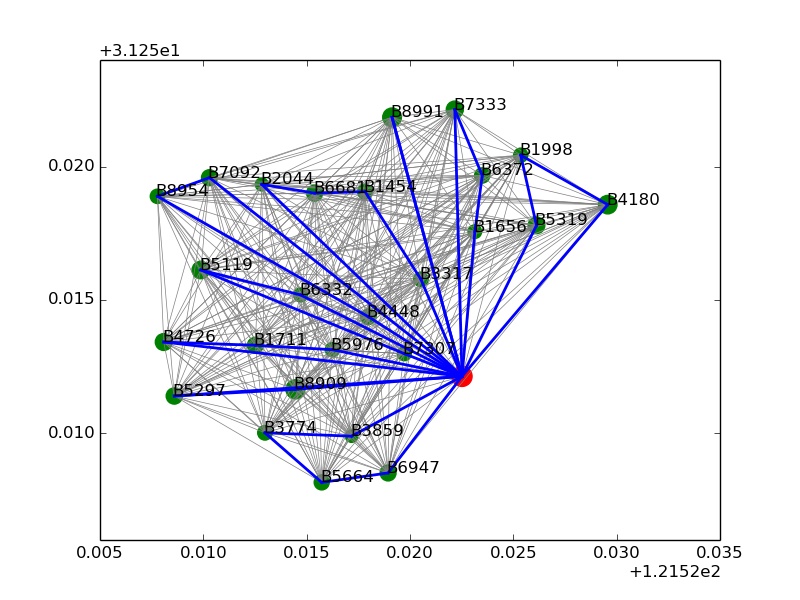 +3.125e1
B8991
B7333
B1998
0.020
B7092
B2044
B6372
B8954
B6681
B1454
B4180
B1656
B5319
B5119
B3317
B6332
0.015
B4448
B4726
B1711
B5976
B7307
B5297
B8909
0.010
B3774
B3859
B5664
B6947
0.005
0.010
0.015
0.020
0.025
0.030
0.035
+1.2152e2